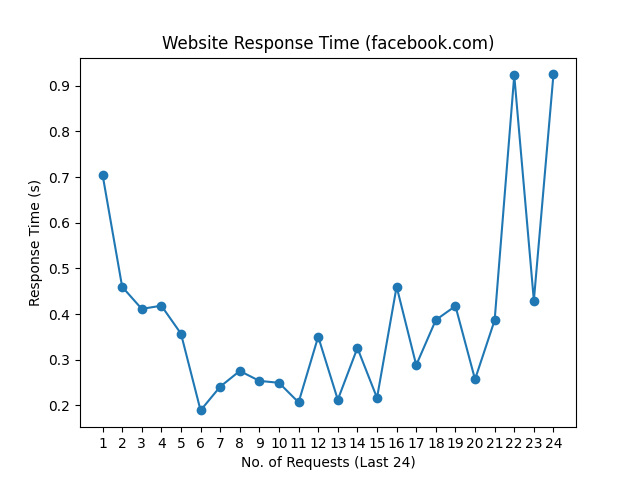 Website Response Time (facebook.com)
Response Time (s)
0.9
0.8
0.7
0.6
0.5
0.4
0.3
0.2
1 2 3 4 5 6 7 8 9 10 11 12 13 14 15 16 17 18 19 20 21 22 23 24
No. of Requests (Last 24)